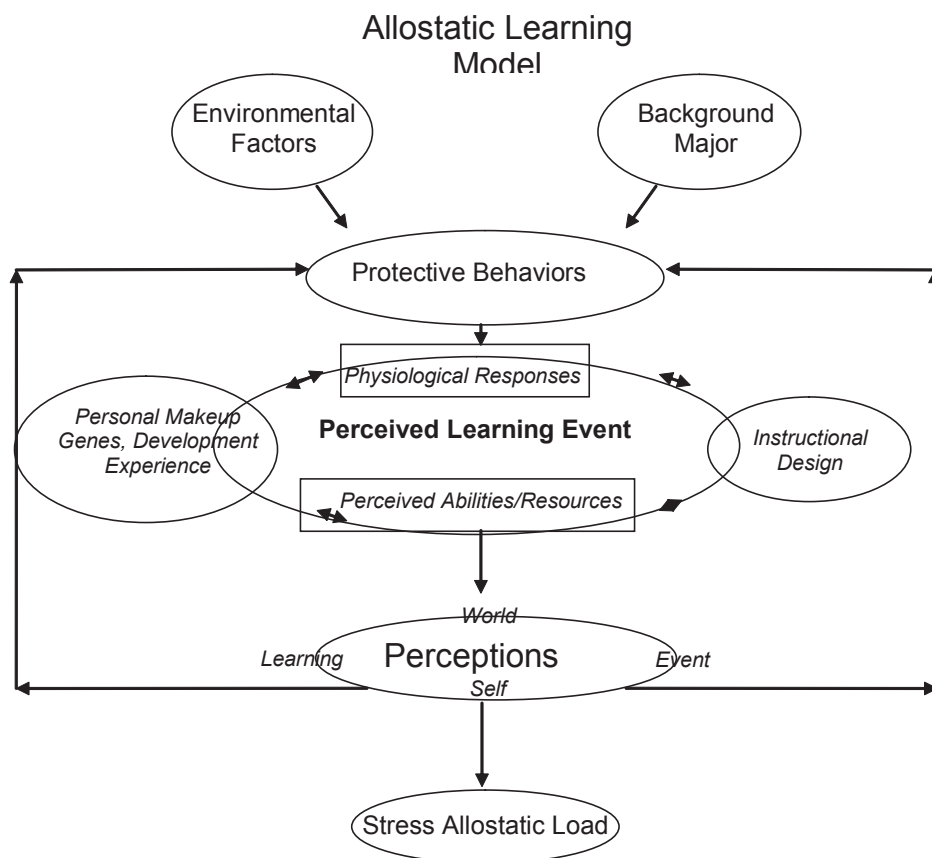 Allostatic Learning
Model
Environmental
Factors
Background
Major
Protective Behaviors
Physiological Responses
Personal Makeup
Genes, Development
Experience
Perceived Learning Event
Instructional
Design
Perceived Abilities/Resources
World
Learning
Perceptions
Event
Self
Stress Allostatic Load